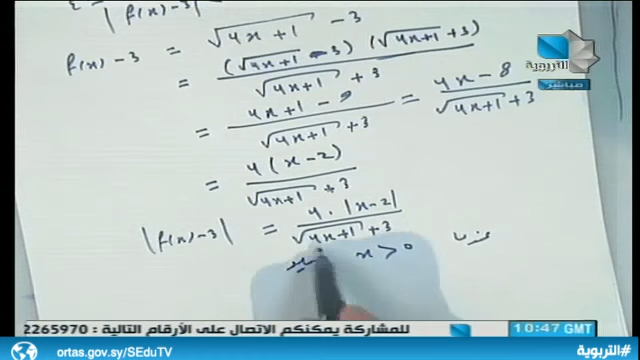 |f(x)-3|
f(x)-3 = √4x+1 -3
= (√4x+1 -3) (√4x+1 +3) / √4x+1 +3
= 4x+1-9 / √4x+1 +3 = 4x-8 / √4x+1 +3
= 4(x-2) / √4x+1 +3
|f(x)-3| = 4.|x-2| / √4x+1 +3
x > 0
التربوية
مباشر
للمشاركة يمكنكم الاتصال على الأرقام التالية : 2265970
10:47 GMT
ortas.gov.sy/SEduTV
#التربوية